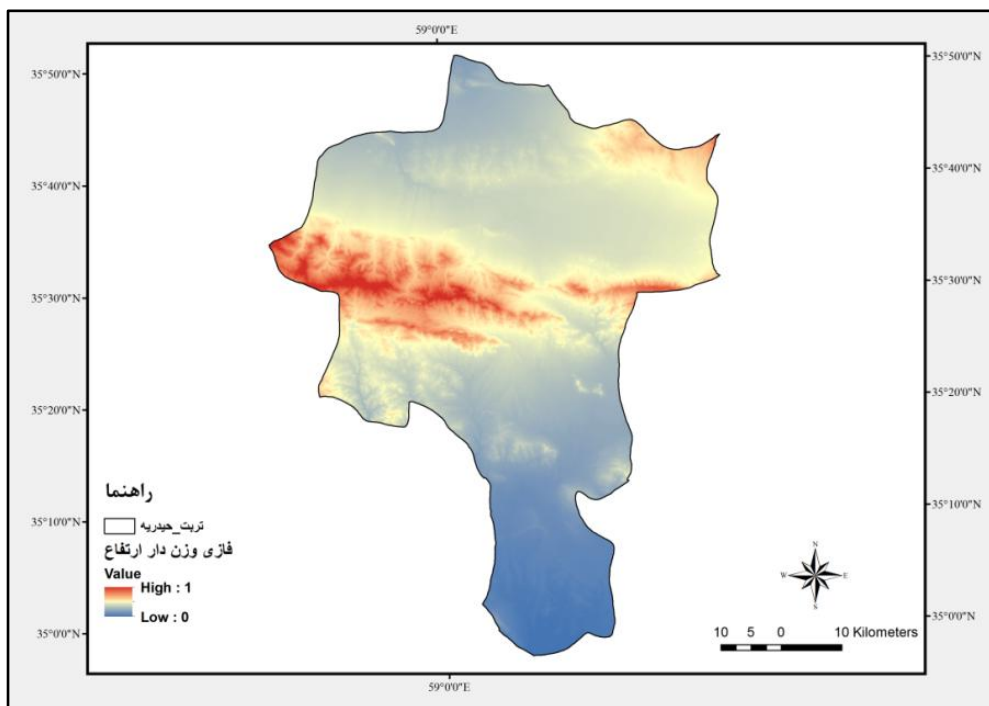 59°0'0"E
35°50'0"N
35°50'0"N
35°40'0"N
35°40'0"N
35°30'0"N
35°30'0"N
35°20'0"N
35°20'0"N
35°10'0"N
35°10'0"N
35°0'0"N
35°0'0"N
راهنما
تربت_حیدریه
فازی وزن دار ارتفاع
Value
High : 1
Low : 0
N
W E
S
10 5 0 10 Kilometers
59°0'0"E